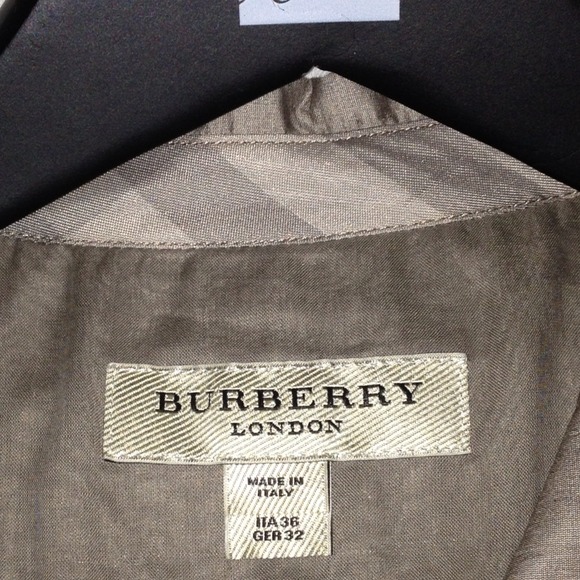 BURBERRY
LONDON
MADE IN
ITALY
ITA 36
GER 32